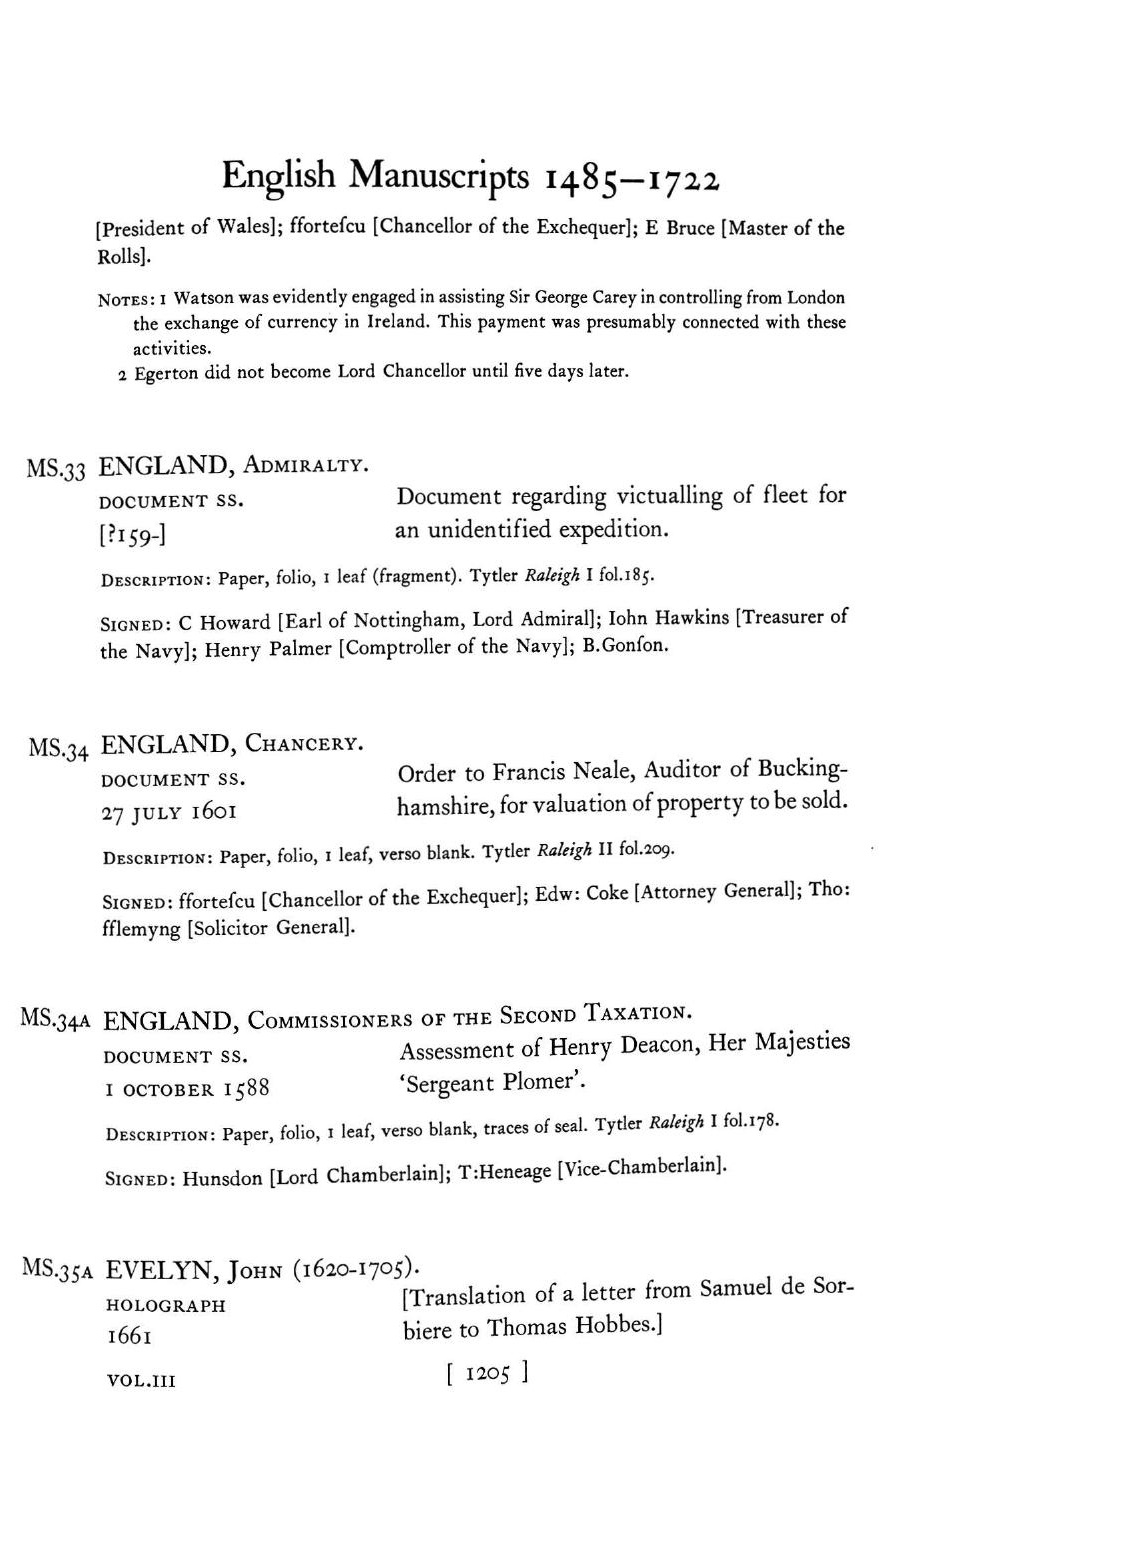 English Manuscripts 1485–1722
[President of Wales]; ffortefcu [Chancellor of the Exchequer]; E Bruce [Master of the
Rolls].
NOTES: 1 Watson was evidently engaged in assisting Sir George Carey in controlling from London
the exchange of currency in Ireland. This payment was presumably connected with these
activities.
2 Egerton did not become Lord Chancellor until five days later.
MS.33 ENGLAND, ADMIRALTY.
DOCUMENT SS. Document regarding victualling of fleet for
[?159-] an unidentified expedition.
DESCRIPTION: Paper, folio, 1 leaf (fragment). Tytler Raleigh I fol.185.
SIGNED: C Howard [Earl of Nottingham, Lord Admiral]; Iohn Hawkins [Treasurer of
the Navy]; Henry Palmer [Comptroller of the Navy]; B.Gonſon.
MS.34 ENGLAND, CHANCERY.
DOCUMENT SS. Order to Francis Neale, Auditor of Bucking-
27 JULY 1601 hamshire, for valuation of property to be sold.
DESCRIPTION: Paper, folio, 1 leaf, verso blank. Tytler Raleigh II fol.209.
SIGNED: fforteſcu [Chancellor of the Exchequer]; Edw: Coke [Attorney General]; Tho:
fflemyng [Solicitor General].
MS.34A ENGLAND, COMMISSIONERS OF THE SECOND TAXATION.
DOCUMENT SS. Assessment of Henry Deacon, Her Majesties
1 OCTOBER 1588 ‘Sergeant Plomer’.
DESCRIPTION: Paper, folio, 1 leaf, verso blank, traces of seal. Tytler Raleigh I fol.178.
SIGNED: Hunsdon [Lord Chamberlain]; T:Heneage [Vice-Chamberlain].
MS.35A EVELYN, JOHN (1620-1705).
HOLOGRAPH [Translation of a letter from Samuel de Sor-
1661 biere to Thomas Hobbes.]
VOL.III [ 1205 ]